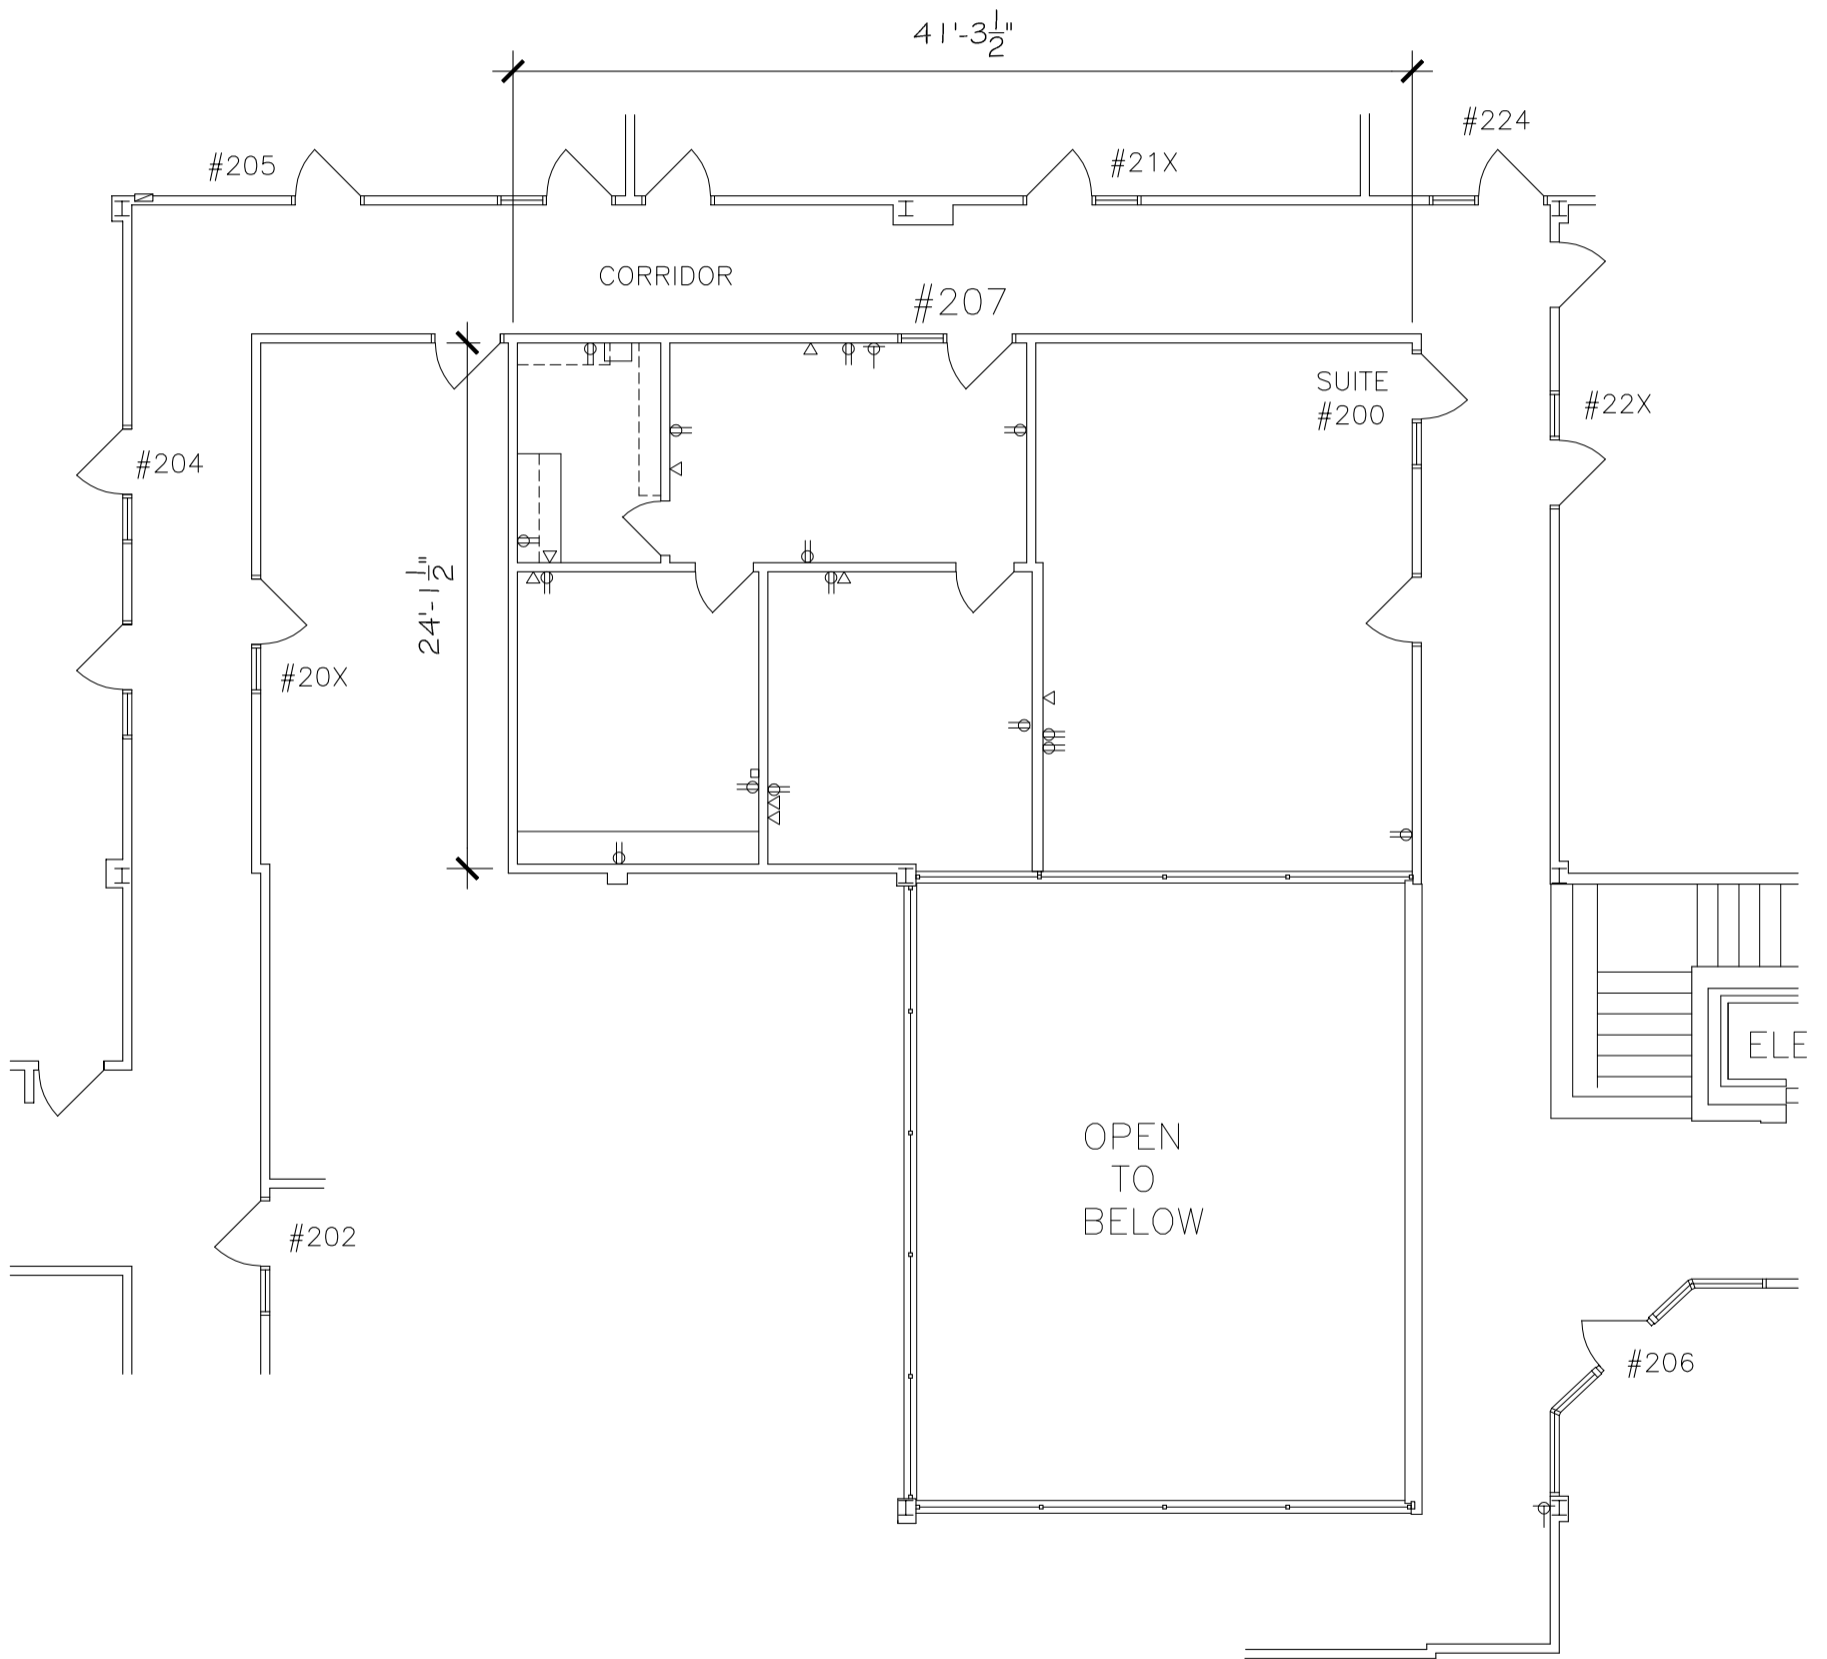 41'-3 1/2"
#224
#205
#21X
CORRIDOR
#207
SUITE
#200
#22X
#204
24'-1 1/2"
#20X
ELE
OPEN
TO
BELOW
#202
#206